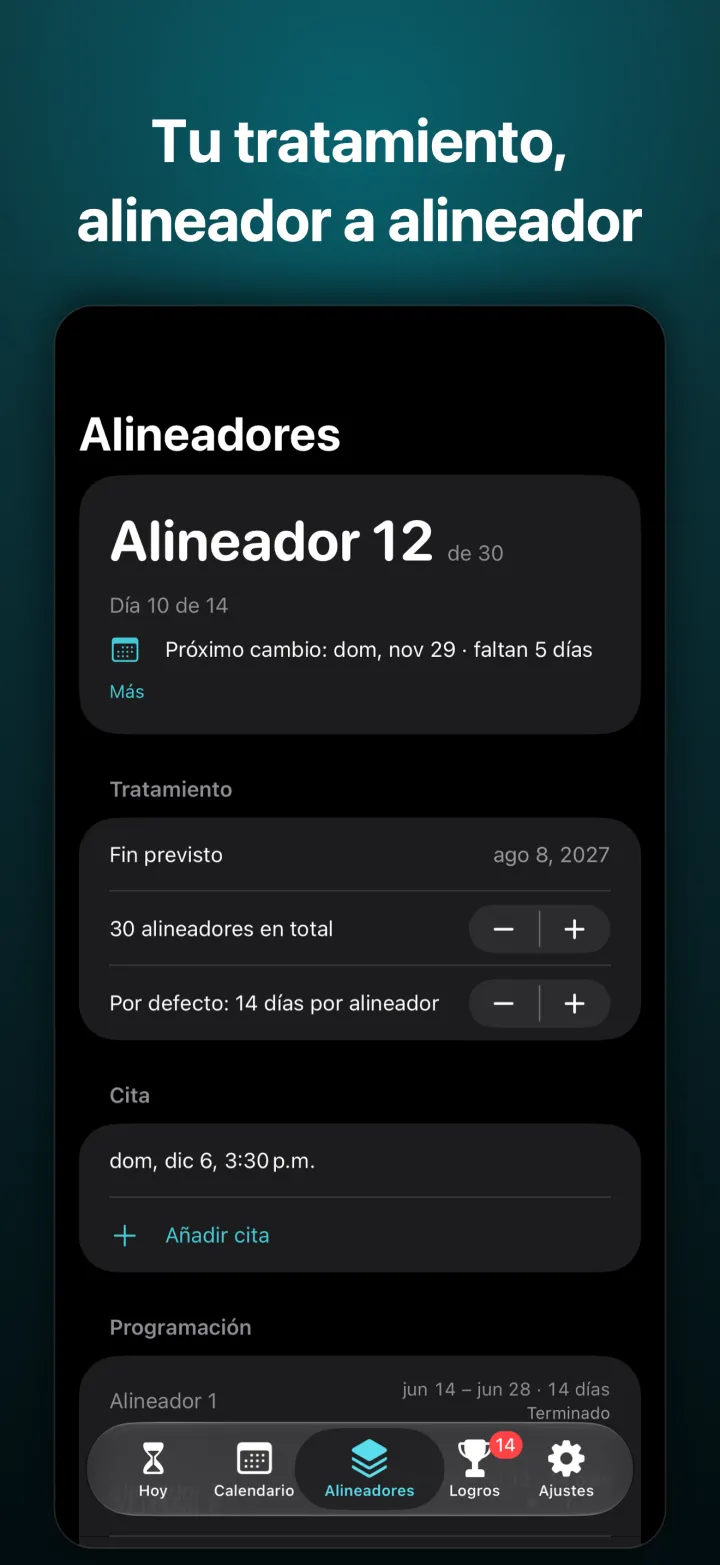 Tu tratamiento,
alineador a alineador
Alineadores
Alineador 12 de 30
Día 10 de 14
Próximo cambio: dom, nov 29 · faltan 5 días
Más
Tratamiento
Fin previsto ago 8, 2027
30 alineadores en total
Por defecto: 14 días por alineador
Cita
dom, dic 6, 3:30 p.m.
Añadir cita
Programación
Alineador 1 jun 14 – jun 28 · 14 días
Terminado
14
Hoy Calendario Alineadores Logros Ajustes